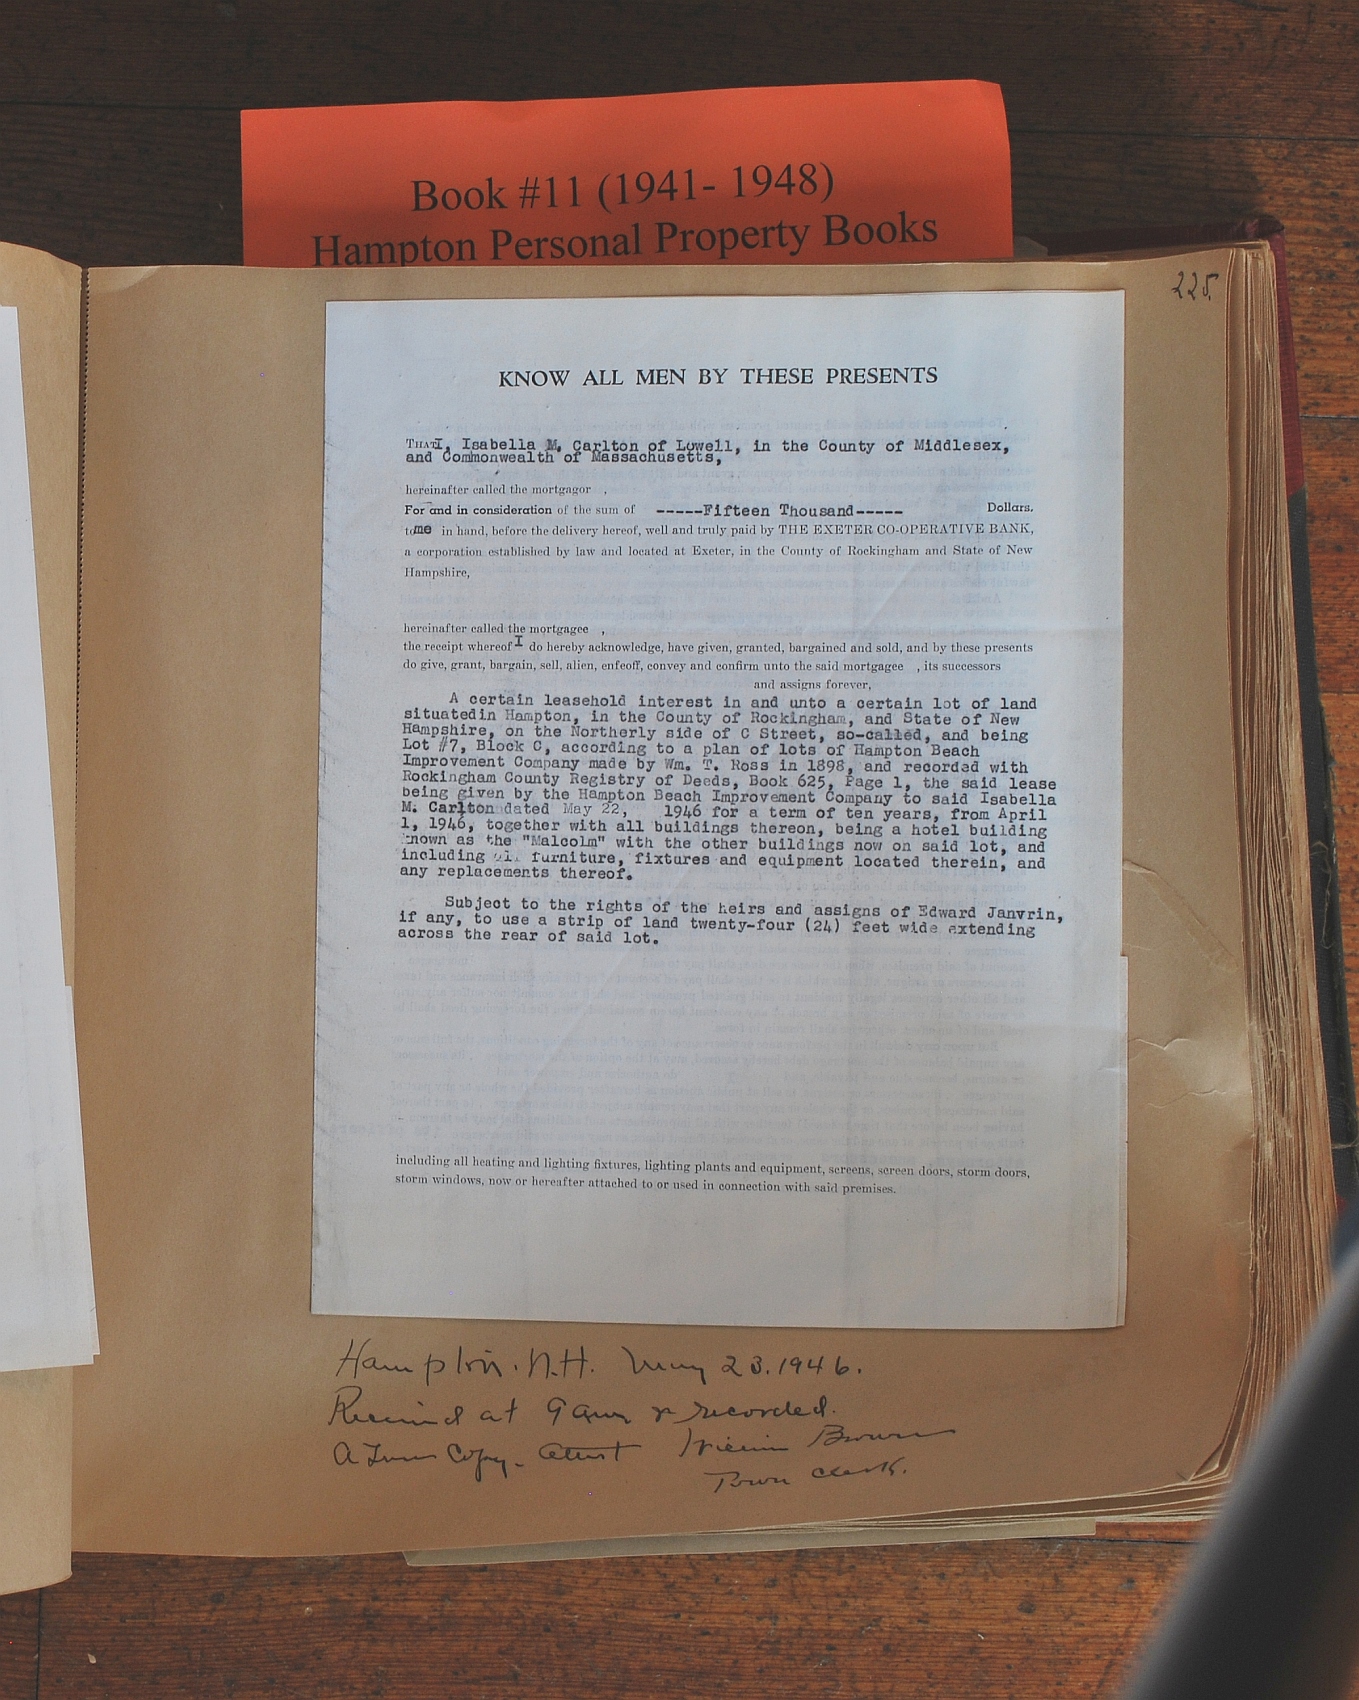 Book #11 (1941- 1948)
Hampton Personal Property Books
225.
KNOW ALL MEN BY THESE PRESENTS
THAT I, Isabella M. Carlton of Lowell, in the County of Middlesex,
and Commonwealth of Massachusetts,
hereinafter called the mortgagor ,
For and in consideration of the sum of -----Fifteen Thousand----- Dollars.
to me in hand, before the delivery hereof, well and truly paid by THE EXETER CO-OPERATIVE BANK,
a corporation established by law and located at Exeter, in the County of Rockingham and State of New
Hampshire,
hereinafter called the mortgagee ,
the receipt whereof I do hereby acknowledge, have given, granted, bargained and sold, and by these presents
do give, grant, bargain, sell, alien, enfeoff, convey and confirm unto the said mortgagee , its successors
and assigns forever,
A certain leasehold interest in and unto a certain lot of land
situatedin Hampton, in the County of Rockingham, and State of New
Hampshire, on the Northerly side of C Street, so-called, and being
Lot #7, Block C, according to a plan of lots of Hampton Beach
Improvement Company made by Wm. T. Ross in 1898, and recorded with
Rockingham County Registry of Deeds, Book 625, Page 1, the said lease
being given by the Hampton Beach Improvement Company to said Isabella
M. Carlton dated May 22, 1946 for a term of ten years, from April
1, 1946, together with all buildings thereon, being a hotel building
known as the "Malcolm" with the other buildings now on said lot, and
including all furniture, fixtures and equipment located therein, and
any replacements thereof.
Subject to the rights of the heirs and assigns of Edward Janvrin,
if any, to use a strip of land twenty-four (24) feet wide extending
across the rear of said lot.
including all heating and lighting fixtures, lighting plants and equipment, screens, screen doors, storm doors,
storm windows, now or hereafter attached to or used in connection with said premises.
Hampton. N.H. May 23. 1946.
Received at 9 am & recorded.
A True Copy. Attest William Brown
Town Clerk.